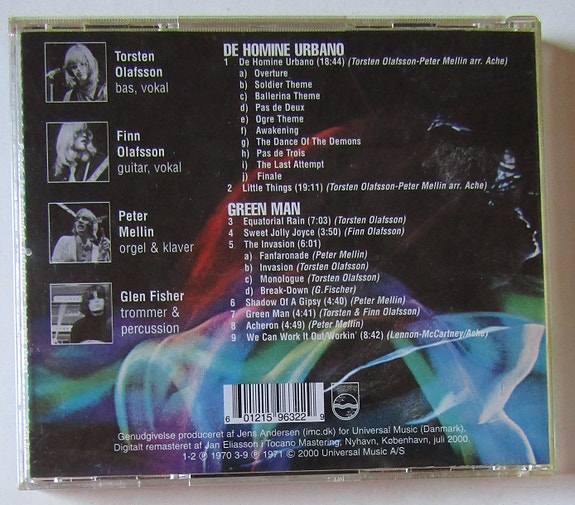 Torsten
Olafsson
bas, vokal
Finn
Olafsson
guitar, vokal
Peter
Mellin
orgel & klaver
Glen Fisher
trommer &
percussion
DE HOMINE URBANO
1 De Homine Urbano (18:44) (Torsten Olafsson-Peter Mellin arr. Ache)
a) Overture
b) Soldier Theme
c) Ballerina Theme
d) Pas de Deux
e) Ogre Theme
f) Awakening
g) The Dance Of The Demons
h) Pas de Trois
i) The Last Attempt
j) Finale
2 Little Things (19:11) (Torsten Olafsson-Peter Mellin arr. Ache)
GREEN MAN
3 Equatorial Rain (7:03) (Torsten Olafsson)
4 Sweet Jolly Joyce (3:50) (Finn Olafsson)
5 The Invasion (6:01)
a) Fanfaronade (Peter Mellin)
b) Invasion (Torsten Olafsson)
c) Monologue (Torsten Olafsson)
d) Break-Down (G.Fischer)
6 Shadow Of A Gipsy (4:40) (Peter Mellin)
7 Green Man (4:41) (Torsten & Finn Olafsson)
8 Acheron (4:49) (Peter Mellin)
9 We Can Work It Out/Workin' (8:42) (Lennon-McCartney/Ache)
6 01215 96322 9
Genudgivelse produceret af Jens Andersen (imc.dk) for Universal Music (Danmark).
Digitalt remasteret af Jan Eliasson i Tocano Mastering, Nyhavn, København, juli 2000.
1-2 ℗ 1970 3-9 ℗ 1971 © 2000 Universal Music A/S